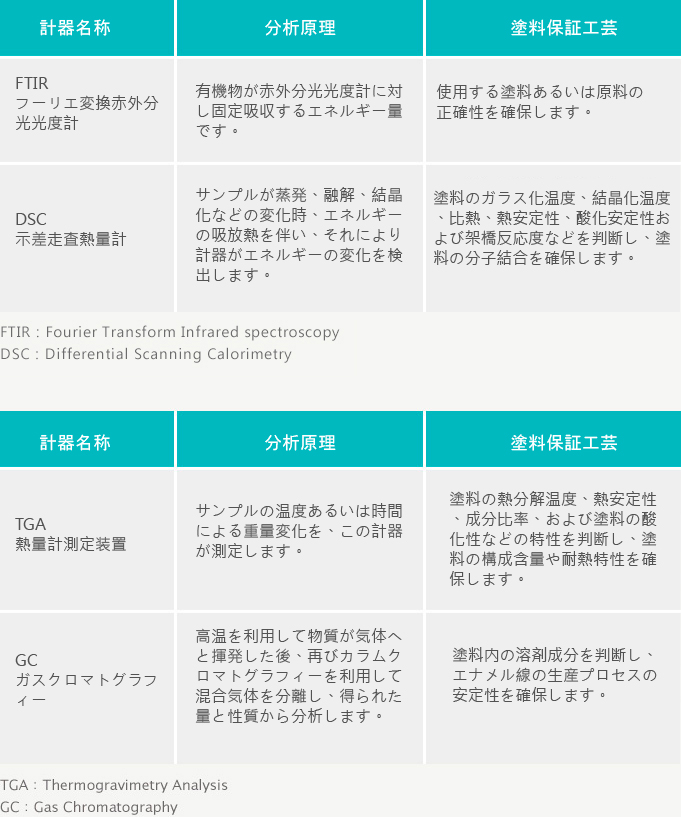 計器名称
分析原理
塗料保証工芸
FTIR
フーリエ変換赤外分
光光度計
有機物が赤外分光光度計に対
し固定吸収するエネルギー量
です。
使用する塗料あるいは原料の
正確性を確保します。
DSC
示差走査熱量計
サンプルが蒸発、融解、結晶
化などの変化時、エネルギー
の吸放熱を伴い、それにより
計器がエネルギーの変化を検
出します。
塗料のガラス化温度、結晶化温度
、比熱、熱安定性、酸化安定性お
よび架橋反応度などを判断し、塗
料の分子結合を確保します。
FTIR : Fourier Transform Infrared spectroscopy
DSC : Differential Scanning Calorimetry
計器名称
分析原理
塗料保証工芸
TGA
熱量計測定装置
サンプルの温度あるいは時間
による重量変化を、この計器
が測定します。
塗料の熱分解温度、熱安定性
、成分比率、および塗料の酸
化性などの特性を判断し、塗
料の構成含量や耐熱特性を確
保します。
GC
ガスクロマトグラフ
ィー
高温を利用して物質が気体へ
と揮発した後、再びカラムク
ロマトグラフィーを利用して
混合気体を分離し、得られた
量と性質から分析します。
塗料内の溶剤成分を判断し、
エナメル線の生産プロセスの
安定性を確保します。
TGA : Thermogravimetry Analysis
GC : Gas Chromatography